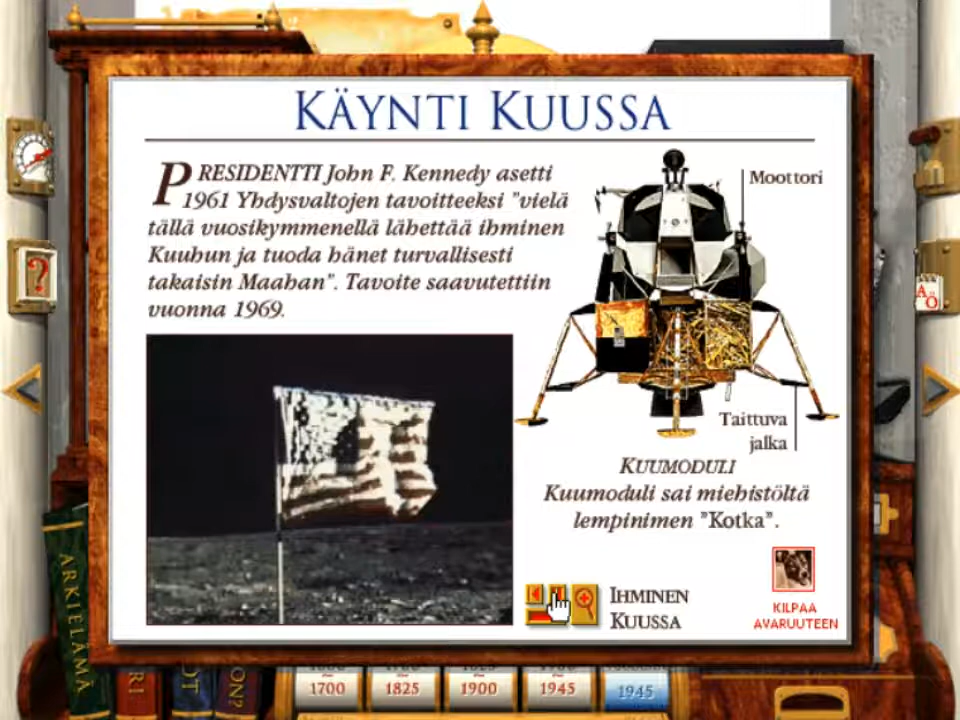 KÄYNTI KUUSSA
PRESIDENTTI John F. Kennedy asetti
1961 Yhdysvaltojen tavoitteeksi "vielä
tällä vuosikymmenellä lähettää ihminen
Kuuhun ja tuoda hänet turvallisesti
takaisin Maahan". Tavoite saavutettiin
vuonna 1969.
Moottori
Taittuva
jalka
KUUMODULI
Kuumoduli sai miehistöltä
lempinimen "Kotka".
IHMINEN
KUUSSA
KILPAA
AVARUUTEEN
?
A
Ö
ARKIELÄMÄ
1700
1825
1900
1945
1945